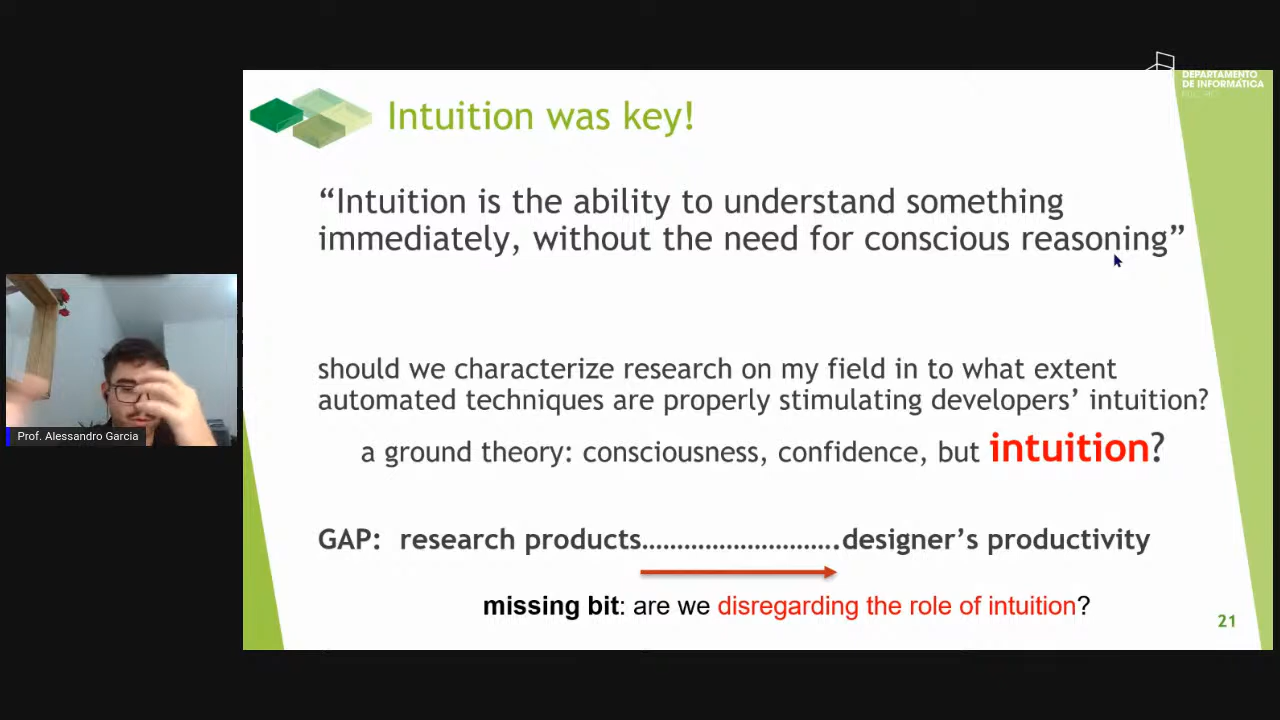 DEPARTAMENTO
DE INFORMÁTICA
Intuition was key!
“Intuition is the ability to understand something
immediately, without the need for conscious reasoning”
should we characterize research on my field in to what extent
automated techniques are properly stimulating developers’ intuition?
a ground theory: consciousness, confidence, but intuition?
GAP: research products……………………….designer’s productivity
missing bit: are we disregarding the role of intuition?
21
Prof. Alessandro Garcia